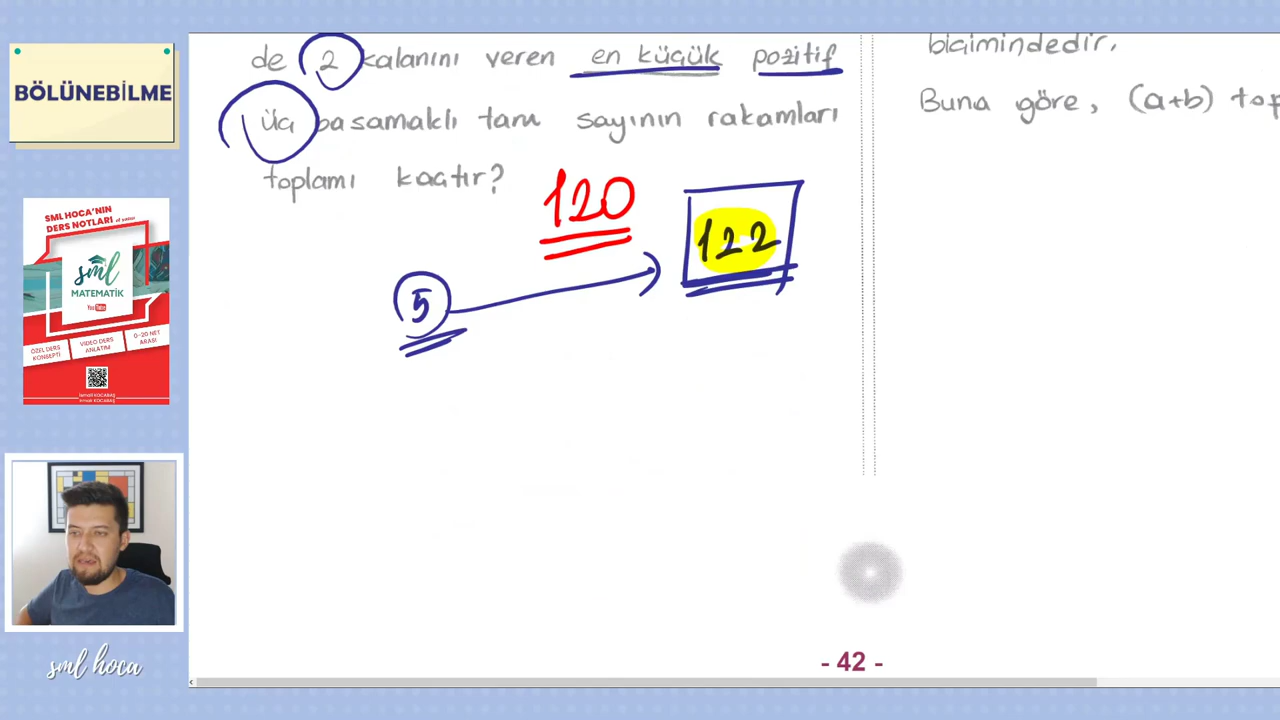 BÖLÜNEBİLME
SML HOCA'NIN
DERS NOTLARI
sml
MATEMATİK
YouTube
ÖZEL DERS
KONSEPTİ
VIDEO DERS
ANLATIM
0-20 NET
ARASI
sml hoca
de 2 kalanını veren en küçük pozitif
üç basamaklı tam sayının rakamları
toplamı kaçtır?
120
122
5
biçimindedir.
Buna göre, (a+b) top
- 42 -